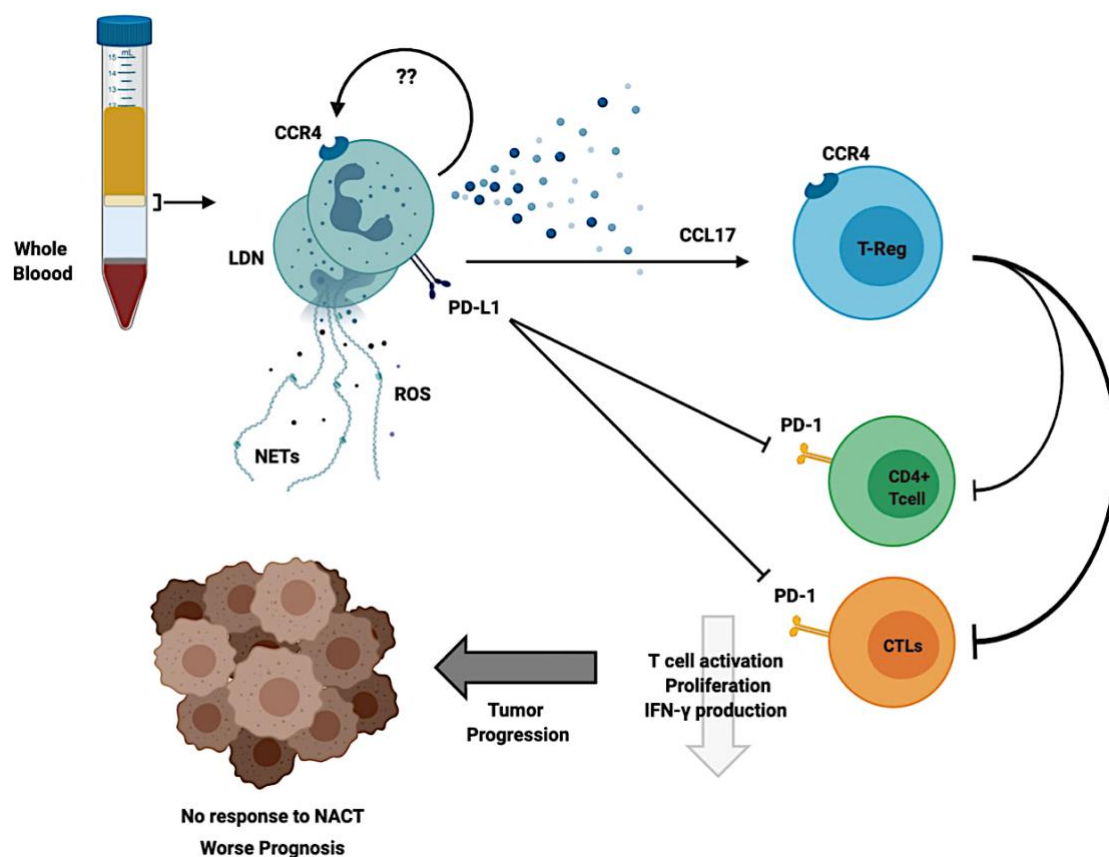 mL
15
14
13
12
Whole
Bloood
CCR4
??
LDN
PD-L1
ROS
NETs
CCL17
CCR4
T-Reg
PD-1
CD4+
Tcell
PD-1
CTLs
T cell activation
Proliferation
IFN-γ production
Tumor
Progression
No response to NACT
Worse Prognosis